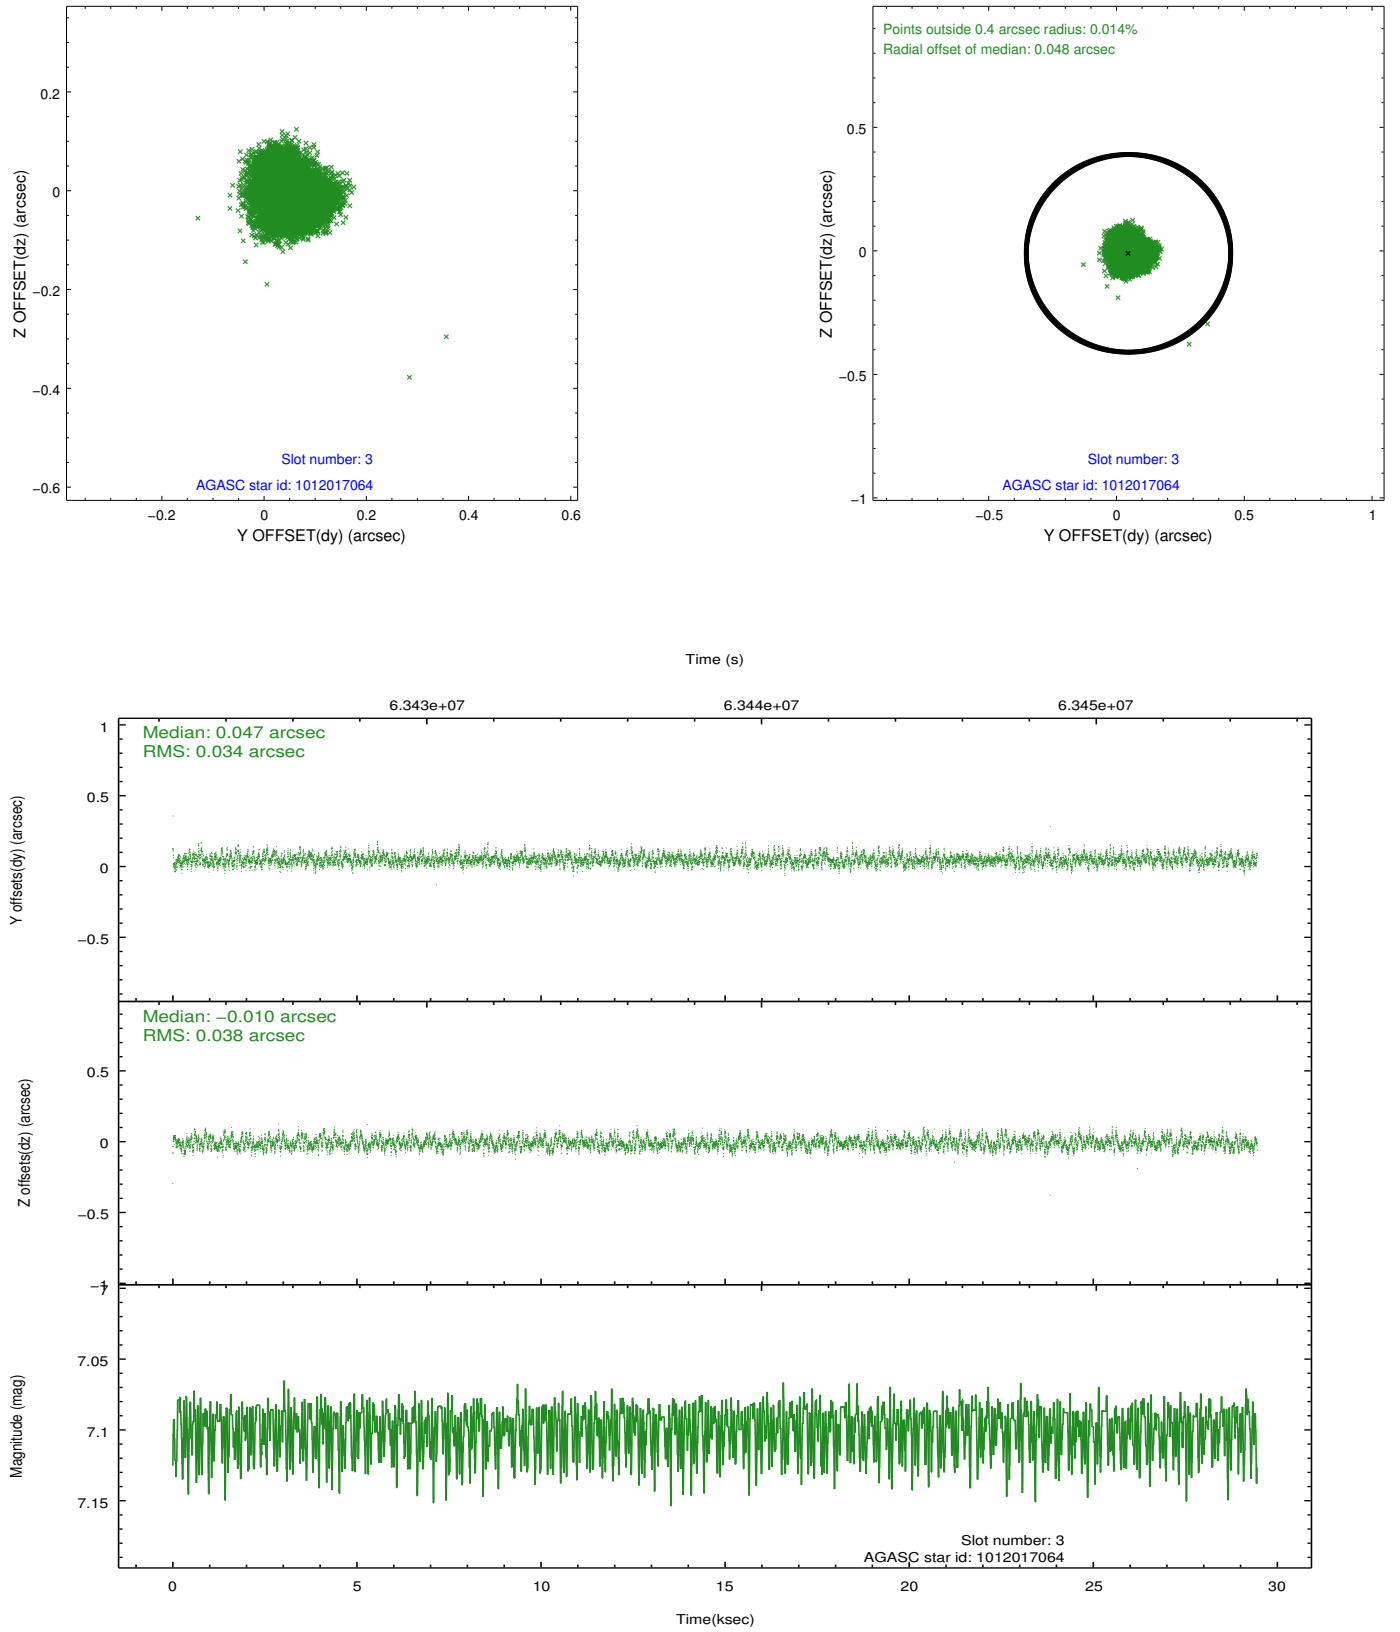 0.2
0
−0.2
−0.4
−0.6
Z OFFSET(dz) (arcsec)
Slot number: 3
AGASC star id: 1012017064
−0.2 0 0.2 0.4 0.6
Y OFFSET(dy) (arcsec)
Points outside 0.4 arcsec radius: 0.014%
Radial offset of median: 0.048 arcsec
0.5
0
−0.5
−1
Z OFFSET(dz) (arcsec)
Slot number: 3
AGASC star id: 1012017064
−0.5 0 0.5 1
Y OFFSET(dy) (arcsec)
Time (s)
6.343e+07 6.344e+07 6.345e+07
Median: 0.047 arcsec
RMS: 0.034 arcsec
1
0.5
0
−0.5
Y offsets(dy) (arcsec)
Median: −0.010 arcsec
RMS: 0.038 arcsec
0.5
0
−0.5
−1
Z offsets(dz) (arcsec)
7
7.05
7.1
7.15
Magnitude (mag)
Slot number: 3
AGASC star id: 1012017064
0 5 10 15 20 25 30
Time(ksec)